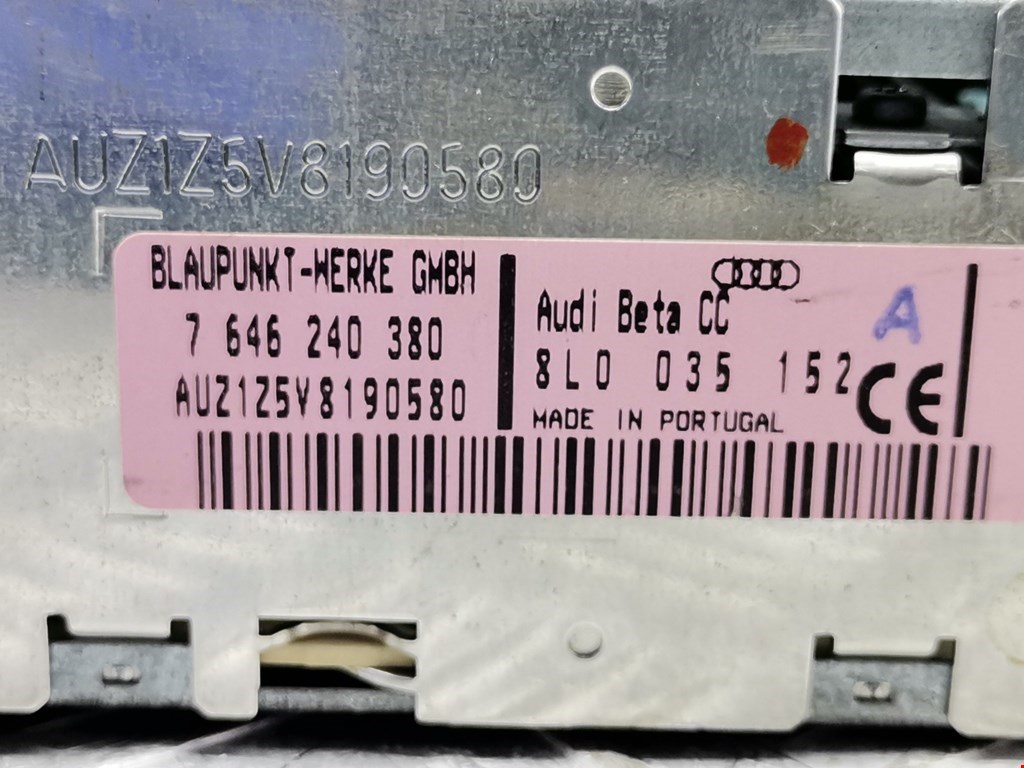 AUZ1Z5V8190580
BLAUPUNKT-WERKE GMBH
7 646 240 380
AUZ1Z5V8190580
Audi Beta CC
8L0 035 152
MADE IN PORTUGAL
A
CE